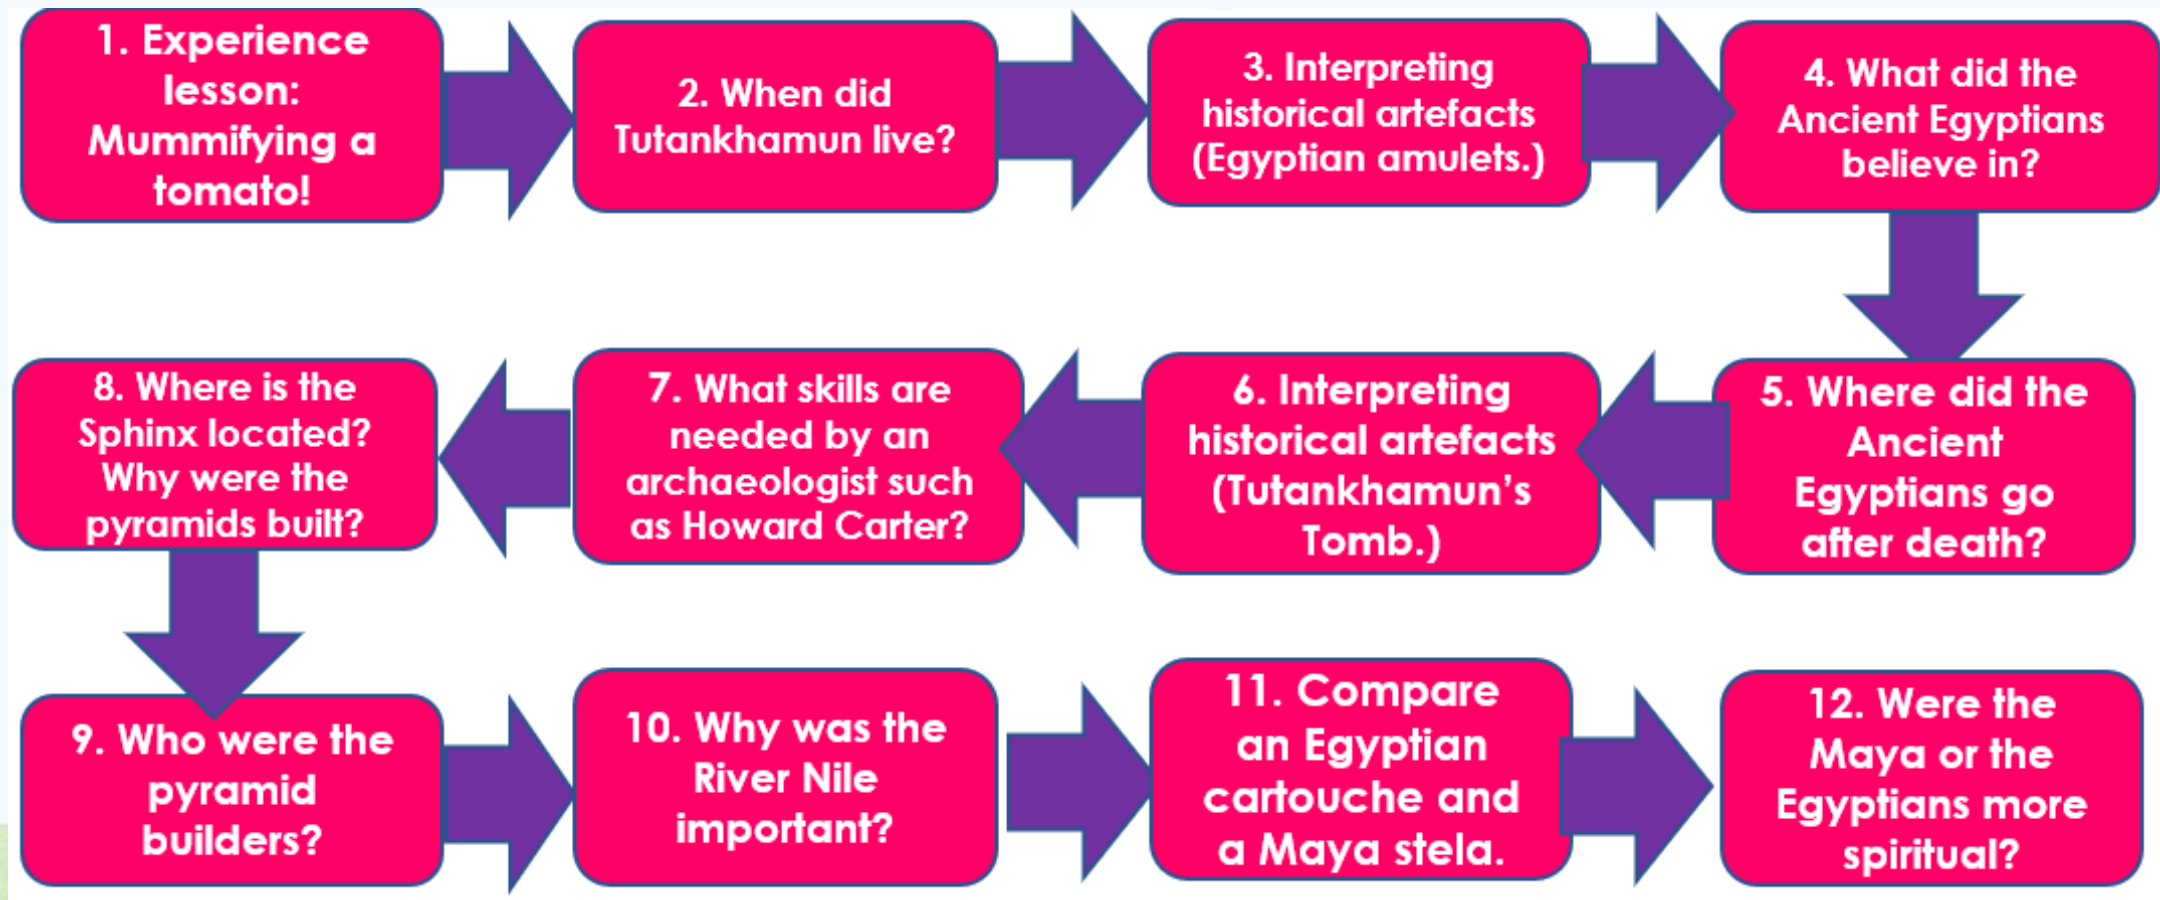 1. Experience
lesson:
Mummifying a
tomato!
2. When did
Tutankhamun live?
3. Interpreting
historical artefacts
(Egyptian amulets.)
4. What did the
Ancient Egyptians
believe in?
5. Where did the
Ancient
Egyptians go
after death?
6. Interpreting
historical artefacts
(Tutankhamun’s
Tomb.)
7. What skills are
needed by an
archaeologist such
as Howard Carter?
8. Where is the
Sphinx located?
Why were the
pyramids built?
9. Who were the
pyramid
builders?
10. Why was the
River Nile
important?
11. Compare
an Egyptian
cartouche and
a Maya stela.
12. Were the
Maya or the
Egyptians more
spiritual?